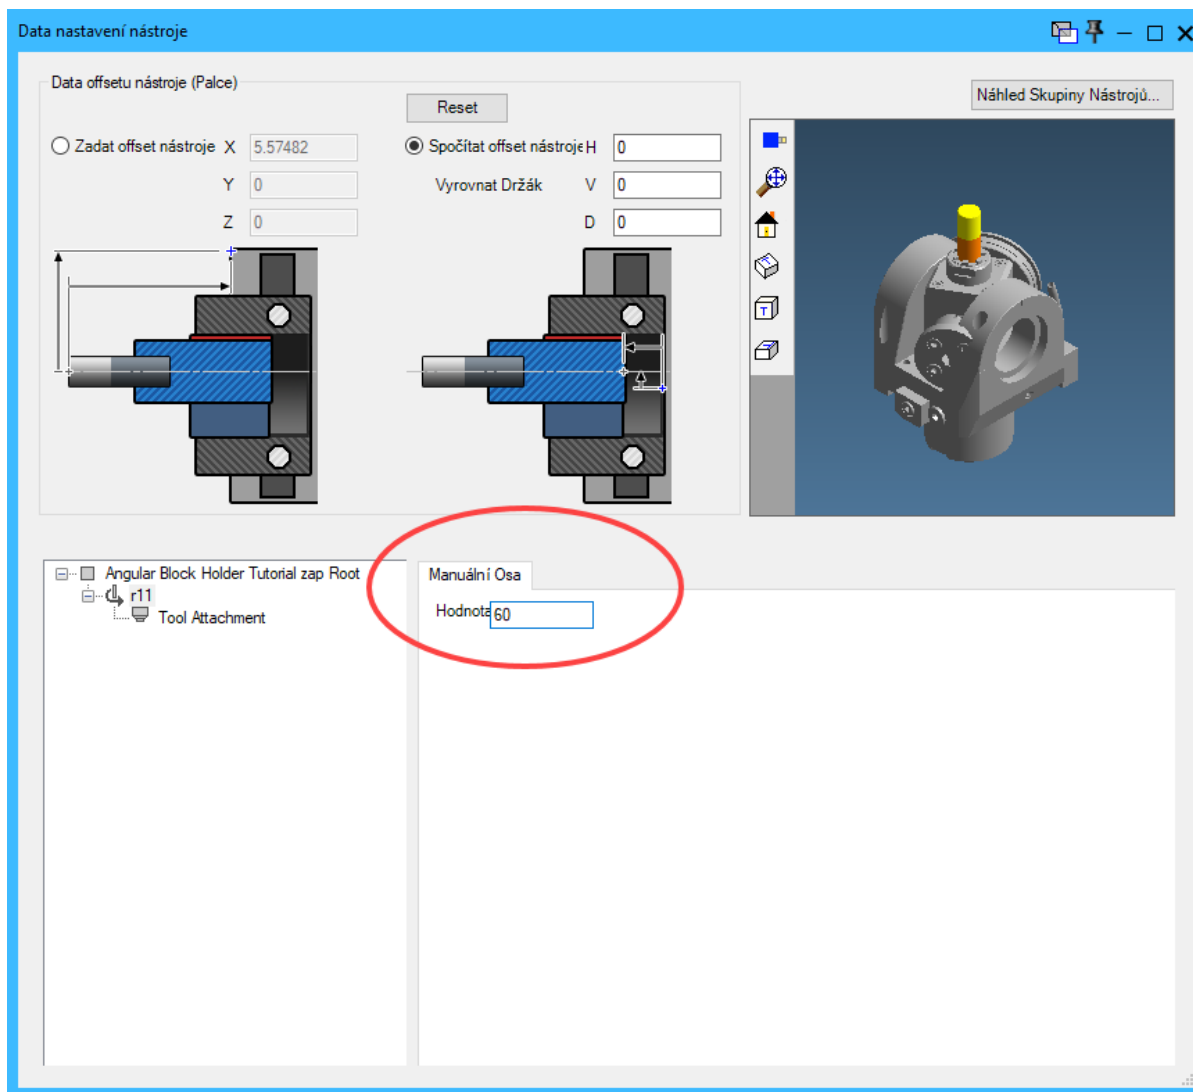 Data nastavení nástroje
Data offsetu nástroje (Palce)
Reset
Náhled Skupiny Nástrojů...
Zadat offset nástroje X 5.57482
Y 0
Z 0
Spočítat offset nástroje H 0
Vyrovnat Držák V 0
D 0
T
Angular Block Holder Tutorial zap Root
r11
Tool Attachment
Manuální Osa
Hodnota 60